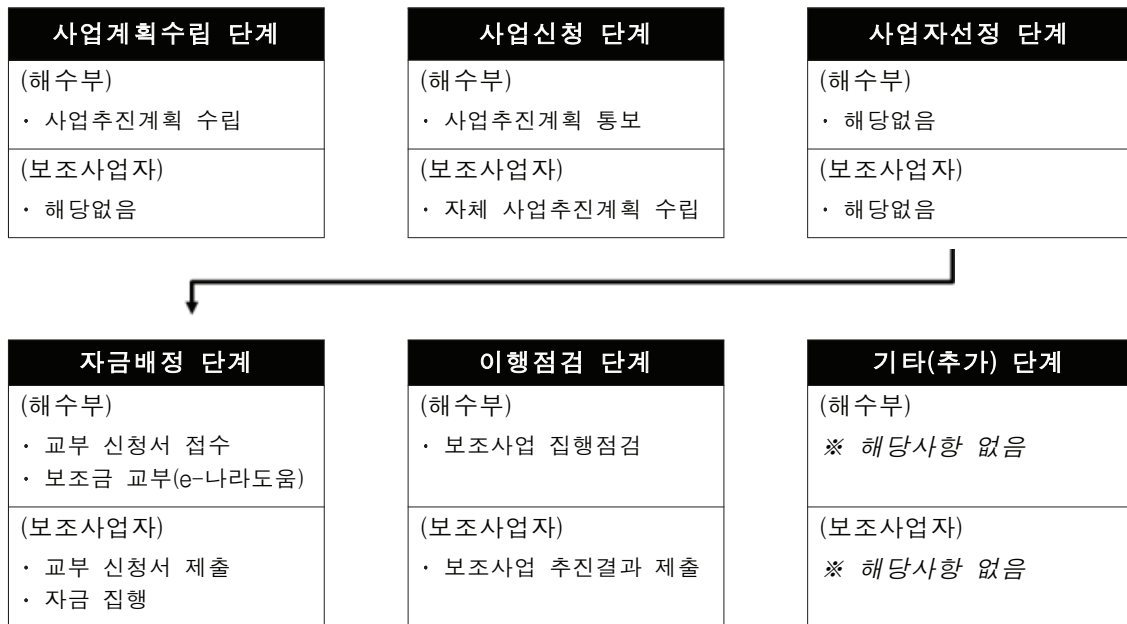 사업계획수립 단계
(해수부)
· 사업추진계획 수립
(보조사업자)
· 해당없음
사업신청 단계
(해수부)
· 사업추진계획 통보
(보조사업자)
· 자체 사업추진계획 수립
사업자선정 단계
(해수부)
· 해당없음
(보조사업자)
· 해당없음
자금배정 단계
(해수부)
· 교부 신청서 접수
· 보조금 교부(e-나라도움)
(보조사업자)
· 교부 신청서 제출
· 자금 집행
이행점검 단계
(해수부)
· 보조사업 집행점검
(보조사업자)
· 보조사업 추진결과 제출
기타(추가) 단계
(해수부)
※ 해당사항 없음
(보조사업자)
※ 해당사항 없음